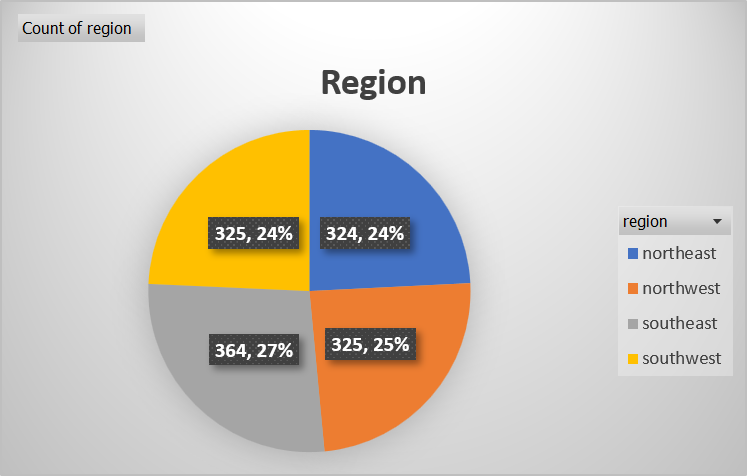 Count of region
Region
325, 24%
324, 24%
364, 27%
325, 25%
region
northeast
northwest
southeast
southwest